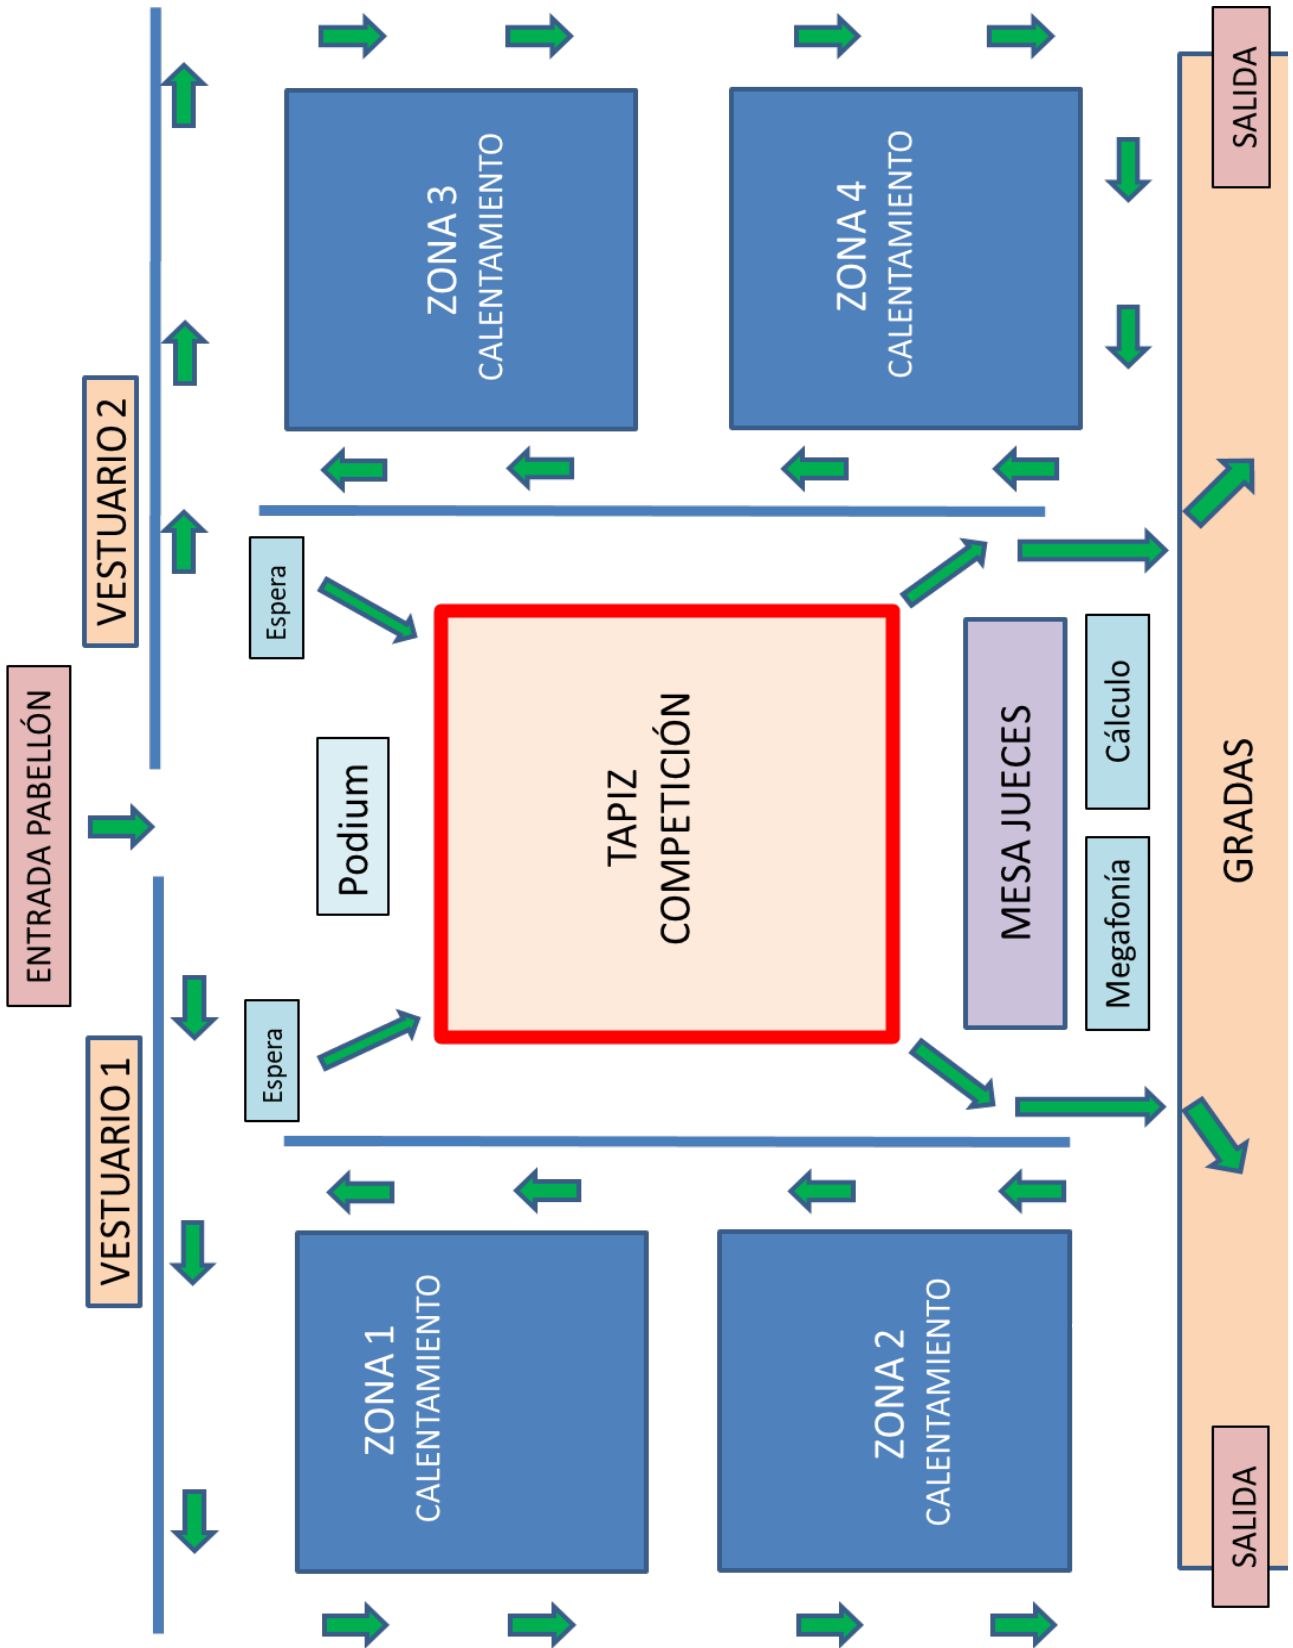 ENTRADA PABELLÓN
VESTUARIO 1
VESTUARIO 2
Espera
Espera
Podium
ZONA 1
CALENTAMIENTO
TAPIZ
COMPETICIÓN
ZONA 3
CALENTAMIENTO
ZONA 2
CALENTAMIENTO
MESA JUECES
ZONA 4
CALENTAMIENTO
Megafonía
Cálculo
SALIDA
GRADAS
SALIDA